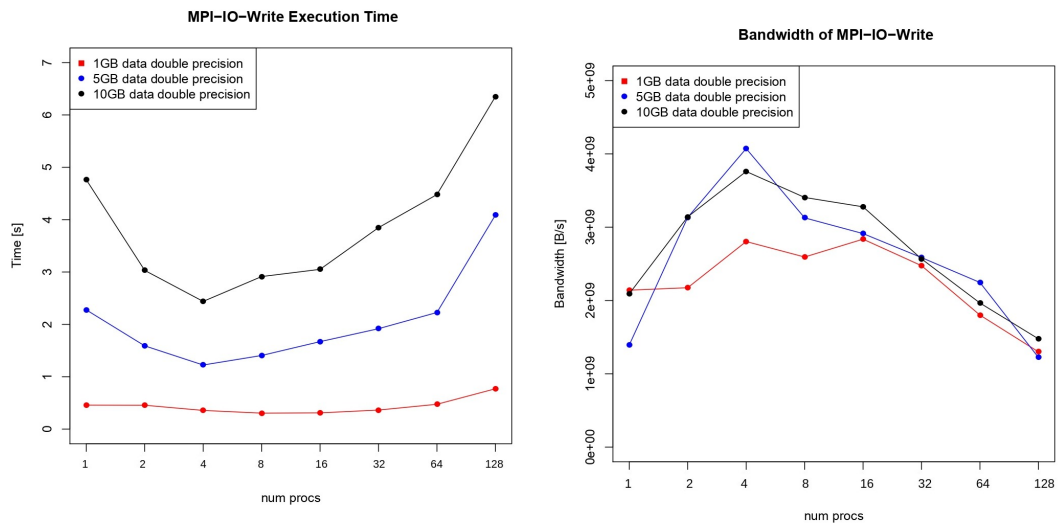 MPI−IO−Write Execution Time
1GB data double precision
5GB data double precision
10GB data double precision
Time [s]
7
6
5
4
3
2
1
0
1 2 4 8 16 32 64 128
num procs
Bandwidth of MPI−IO−Write
1GB data double precision
5GB data double precision
10GB data double precision
Bandwidth [B/s]
5e+09
4e+09
3e+09
2e+09
1e+09
0e+00
1 2 4 8 16 32 64 128
num procs